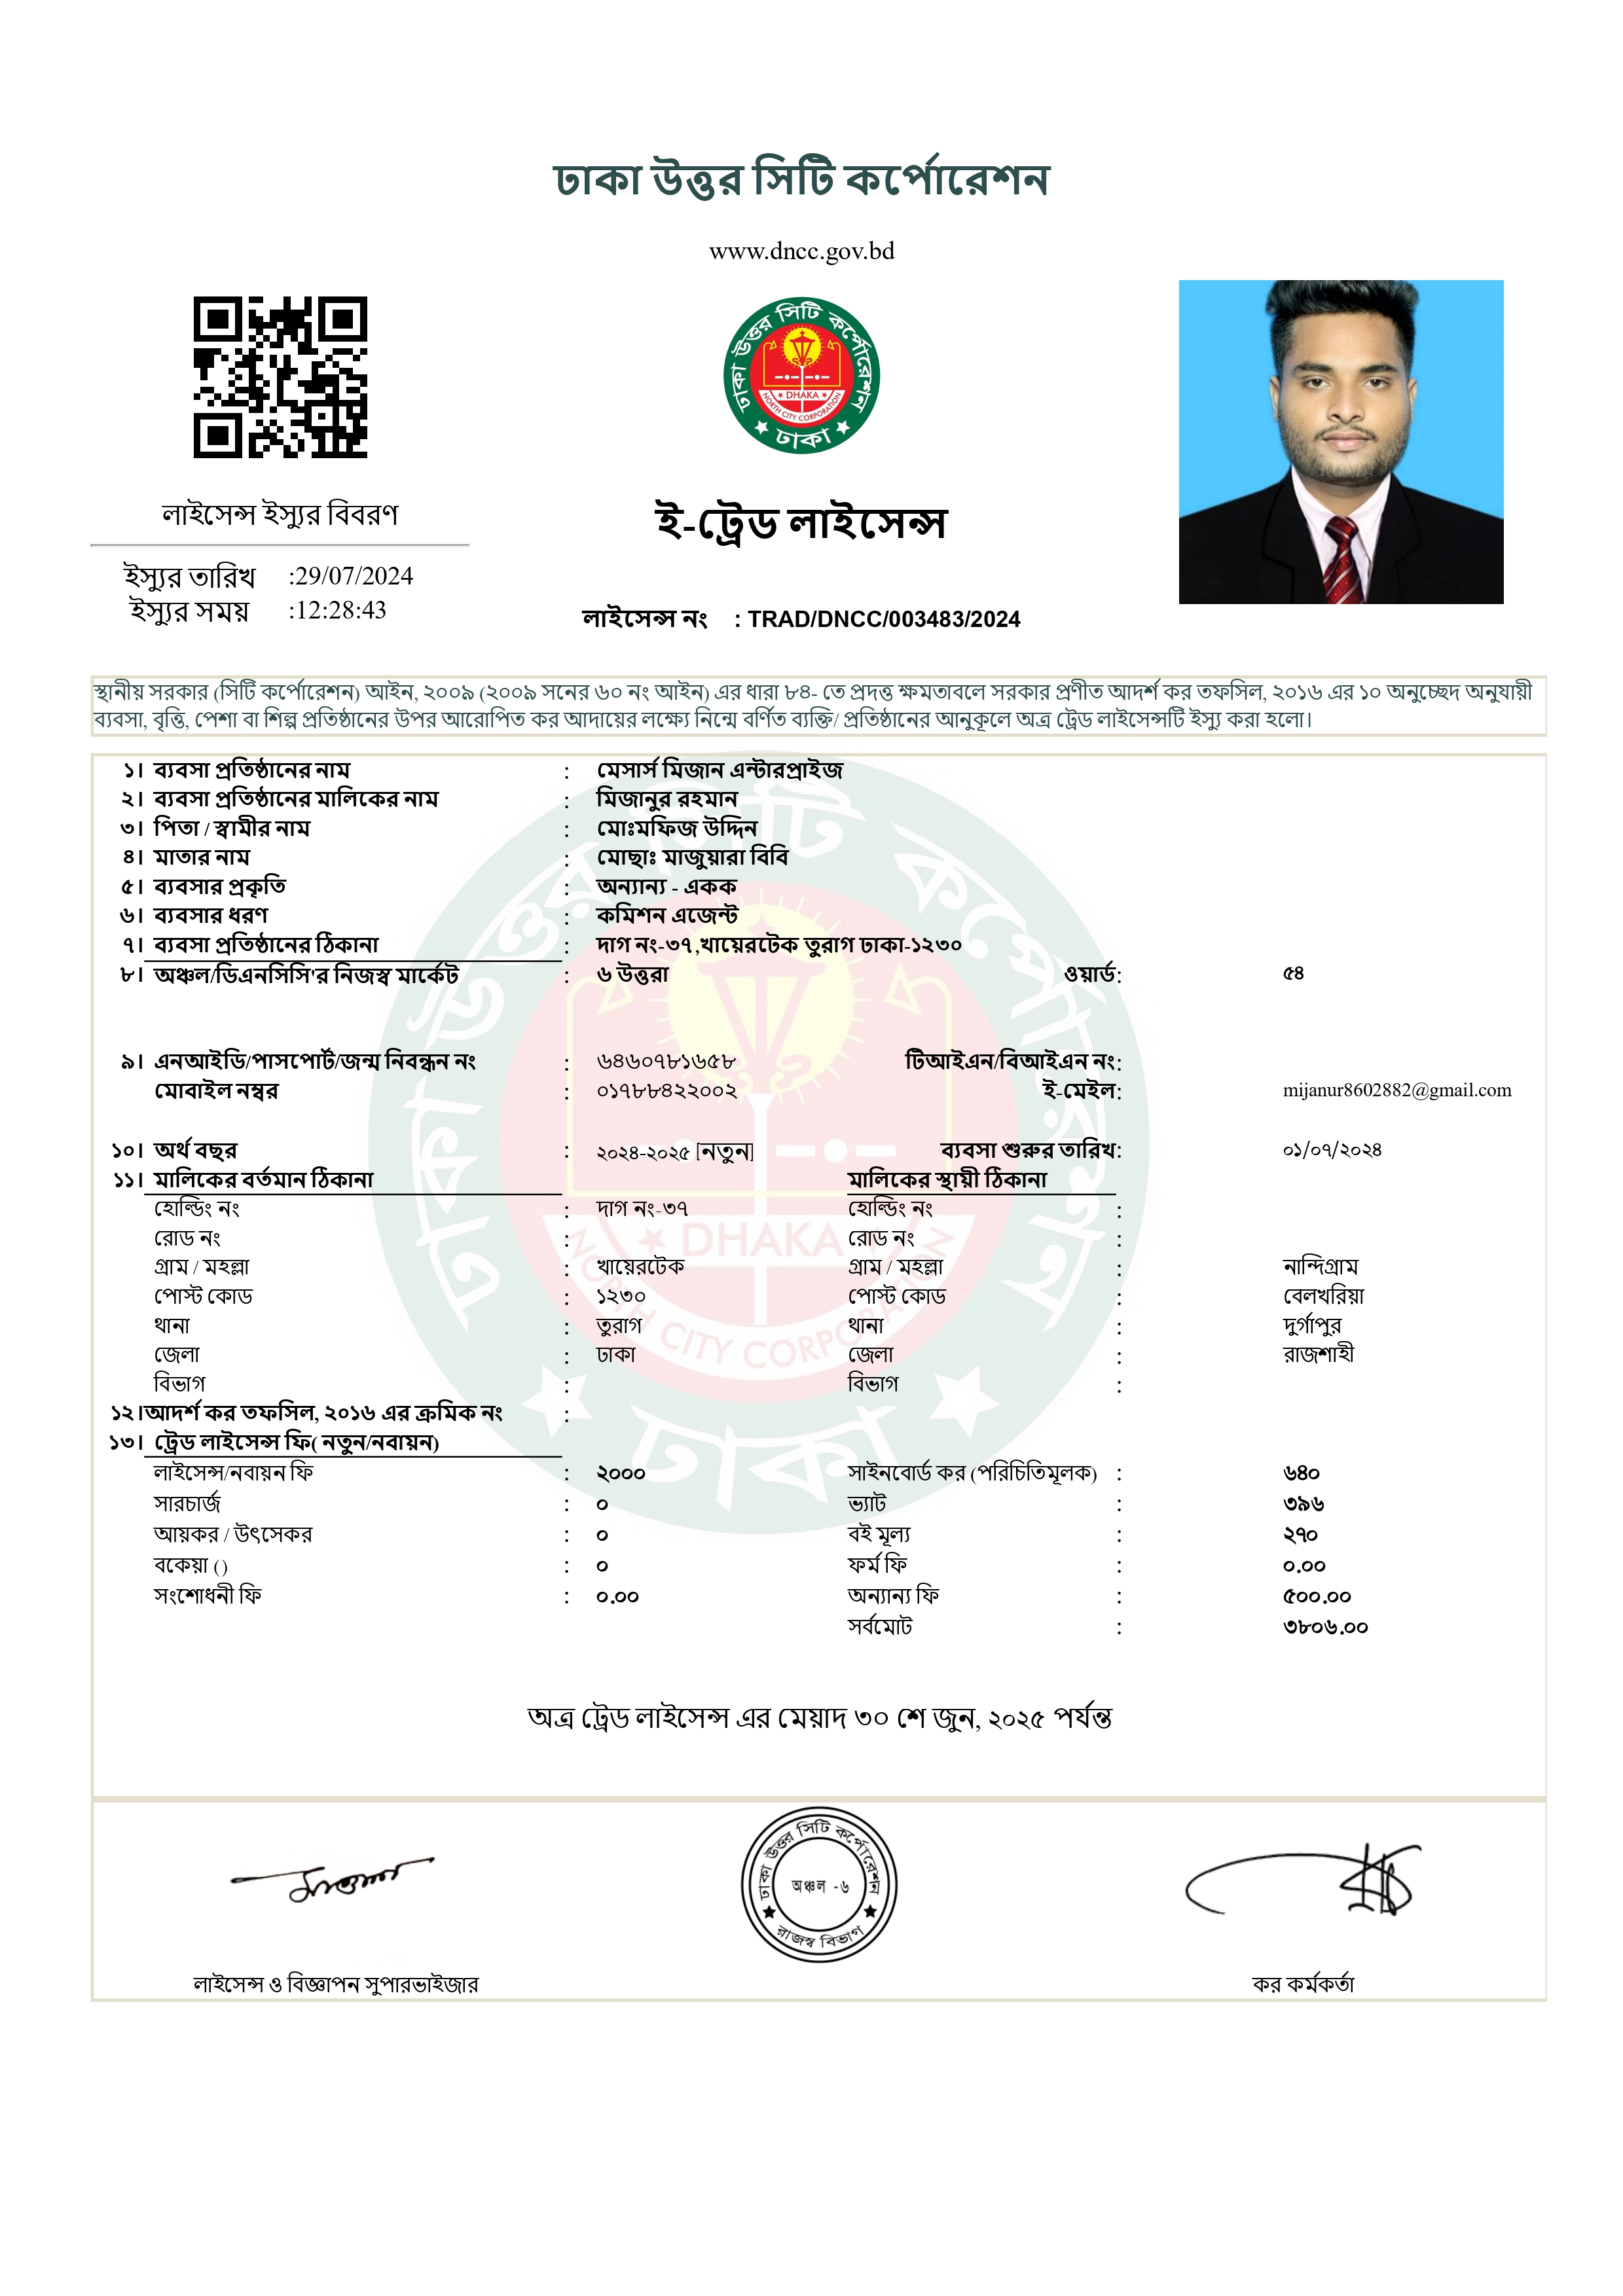 ঢাকা উত্তর সিটি কর্পোরেশন
www.dncc.gov.bd
ঢাকা উত্তর সিটি কর্পোরেশন
★ DHAKA ★
NORTH CITY CORPORATION
★ ঢাকা ★
লাইসেন্স ইস্যুর বিবরণ
ই-ট্রেড লাইসেন্স
ইস্যুর তারিখ :29/07/2024
ইস্যুর সময় :12:28:43
লাইসেন্স নং : TRAD/DNCC/003483/2024
স্থানীয় সরকার (সিটি কর্পোরেশন) আইন, ২০০৯ (২০০৯ সনের ৬০ নং আইন) এর ধারা ৮৪- তে প্রদত্ত ক্ষমতাবলে সরকার প্রণীত আদর্শ কর তফসিল, ২০১৬ এর ১০ অনুচ্ছেদ অনুযায়ী
ব্যবসা, বৃত্তি, পেশা বা শিল্প প্রতিষ্ঠানের উপর আরোপিত কর আদায়ের লক্ষ্যে নিম্নে বর্ণিত ব্যক্তি/ প্রতিষ্ঠানের আনুকূলে অত্র ট্রেড লাইসেন্সটি ইস্যু করা হলো।
১। ব্যবসা প্রতিষ্ঠানের নাম : মেসার্স মিজান এন্টারপ্রাইজ
২। ব্যবসা প্রতিষ্ঠানের মালিকের নাম : মিজানুর রহমান
৩। পিতা / স্বামীর নাম : মোঃমফিজ উদ্দিন
৪। মাতার নাম : মোছাঃ মাজুয়ারা বিবি
৫। ব্যবসার প্রকৃতি : অন্যান্য - একক
৬। ব্যবসার ধরণ : কমিশন এজেন্ট
৭। ব্যবসা প্রতিষ্ঠানের ঠিকানা : দাগ নং-৩৭,খায়েরটেক তুরাগ ঢাকা-১২৩০
৮। অঞ্চল/ডিএনসিসি'র নিজস্ব মার্কেট : ৬ উত্তরা ওয়ার্ড: ৫৪
৯। এনআইডি/পাসপোর্ট/জন্ম নিবন্ধন নং : ৬৪৬০৭৮১৬৫৮ টিআইএন/বিআইএন নং:
মোবাইল নম্বর : ০১৭৮৮৪২২০০২ ই-মেইল: mijanur8602882@gmail.com
১০। অর্থ বছর : ২০২৪-২০২৫ [নতুন] ব্যবসা শুরুর তারিখ: ০১/০৭/২০২৪
১১। মালিকের বর্তমান ঠিকানা মালিকের স্থায়ী ঠিকানা
হোল্ডিং নং : দাগ নং-৩৭ হোল্ডিং নং :
রোড নং : রোড নং :
গ্রাম / মহল্লা : খায়েরটেক গ্রাম / মহল্লা : নান্দিগ্রাম
পোস্ট কোড : ১২৩০ পোস্ট কোড : বেলখরিয়া
থানা : তুরাগ থানা : দুর্গাপুর
জেলা : ঢাকা জেলা : রাজশাহী
বিভাগ : বিভাগ :
১২।আদর্শ কর তফসিল, ২০১৬ এর ক্রমিক নং :
১৩। ট্রেড লাইসেন্স ফি( নতুন/নবায়ন)
লাইসেন্স/নবায়ন ফি : ২০০০ সাইনবোর্ড কর (পরিচিতিমূলক) : ৬৪০
সারচার্জ : ০ ভ্যাট : ৩৯৬
আয়কর / উৎসেকর : ০ বই মূল্য : ২৭০
বকেয়া () : ০ ফর্ম ফি : ০.০০
সংশোধনী ফি : ০.০০ অন্যান্য ফি : ৫০০.০০
সর্বমোট : ৩৮০৬.০০
অত্র ট্রেড লাইসেন্স এর মেয়াদ ৩০ শে জুন, ২০২৫ পর্যন্ত
ঢাকা উত্তর সিটি কর্পোরেশন
অঞ্চল -৬
★ রাজস্ব বিভাগ ★
লাইসেন্স ও বিজ্ঞাপন সুপারভাইজার কর কর্মকর্তা